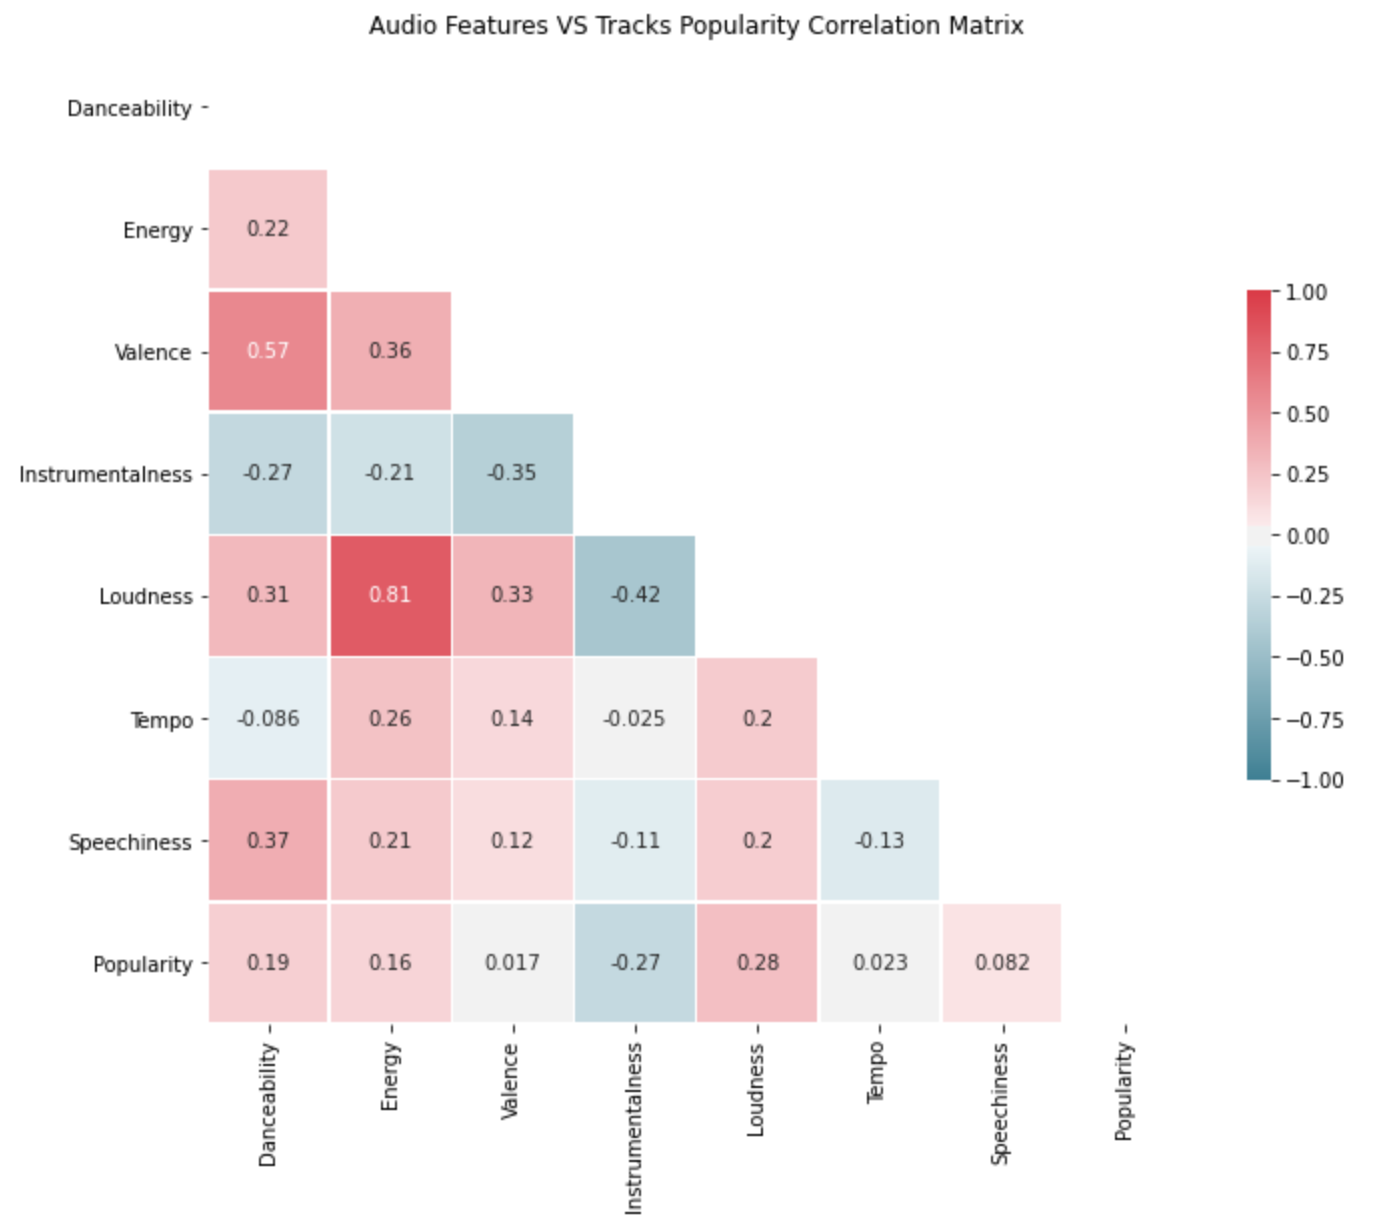 Audio Features VS Tracks Popularity Correlation Matrix
Danceability
Energy 0.22
Valence 0.57 0.36
Instrumentalness -0.27 -0.21 -0.35
Loudness 0.31 0.81 0.33 -0.42
Tempo -0.086 0.26 0.14 -0.025 0.2
Speechiness 0.37 0.21 0.12 -0.11 0.2 -0.13
Popularity 0.19 0.16 0.017 -0.27 0.28 0.023 0.082
Danceability
Energy
Valence
Instrumentalness
Loudness
Tempo
Speechiness
Popularity
1.00
0.75
0.50
0.25
0.00
−0.25
−0.50
−0.75
−1.00